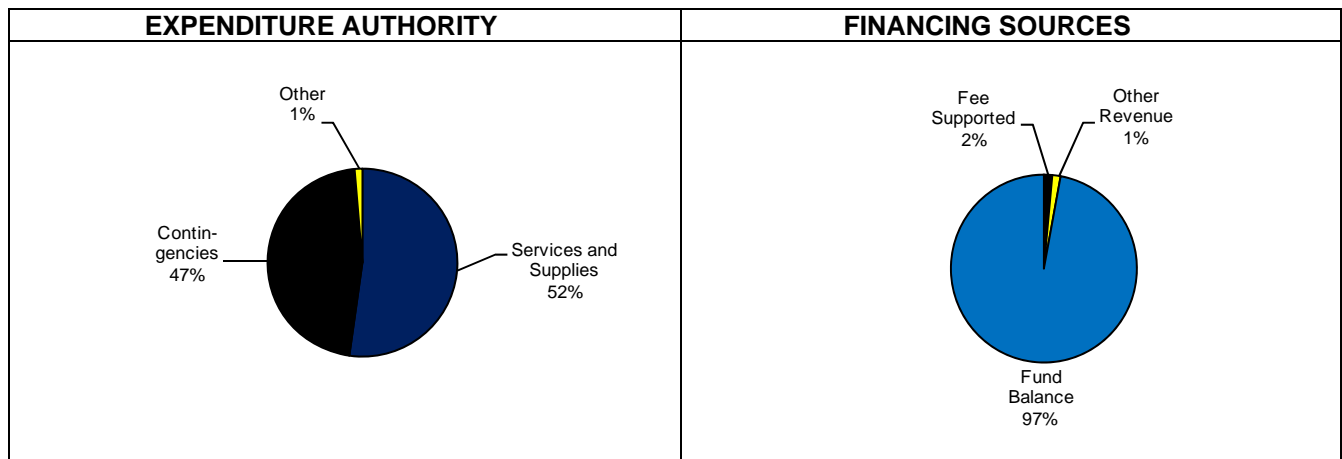 EXPENDITURE AUTHORITY
Other
1%
Contin-
gencies
47%
Services and
Supplies
52%
FINANCING SOURCES
Fee
Supported
2%
Other
Revenue
1%
Fund
Balance
97%